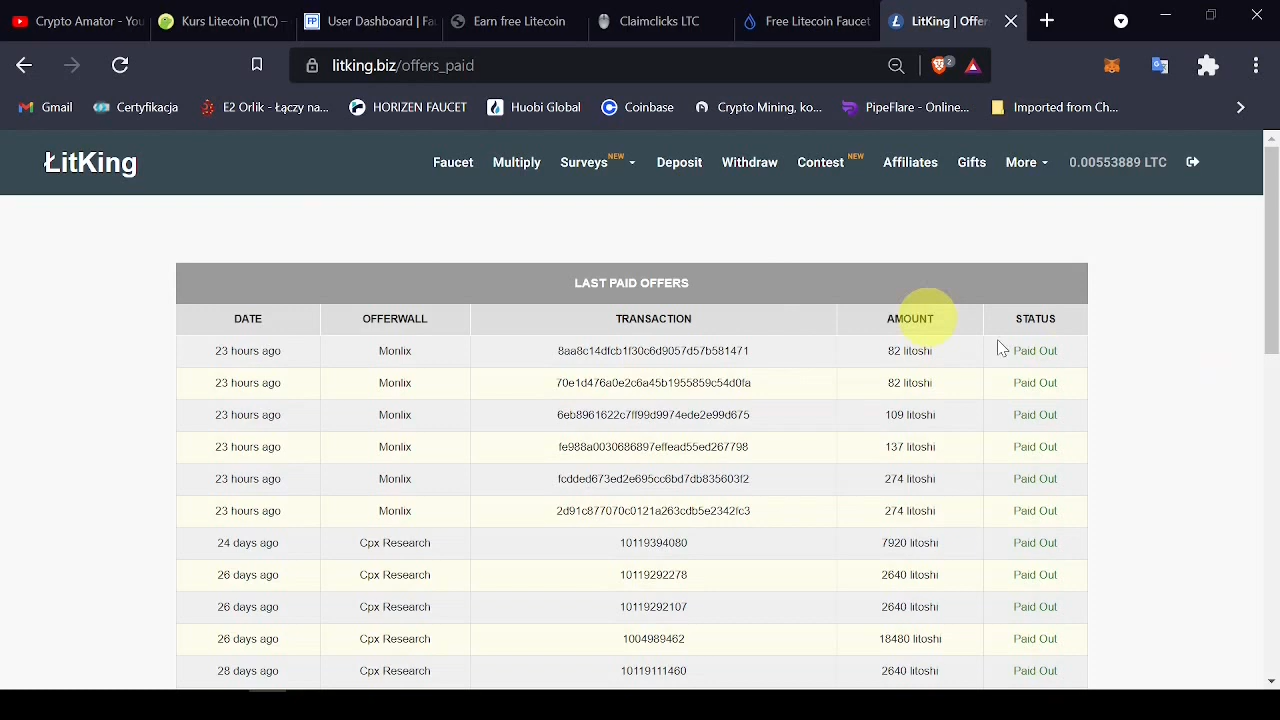 Crypto Amator - You
Kurs Litecoin (LTC) –
FP User Dashboard | Fau
Earn free Litecoin
Claimclicks LTC
Free Litecoin Faucet
LitKing | Offers
litking.biz/offers_paid
2
Gmail
Certyfikacja
E2 Orlik - Łączy na...
HORIZEN FAUCET
Huobi Global
Coinbase
Crypto Mining, ko...
PipeFlare - Online...
Imported from Ch...
ŁitKing
Faucet Multiply Surveys NEW Deposit Withdraw Contest NEW Affiliates Gifts More 0.00553889 LTC
LAST PAID OFFERS
DATE OFFERWALL TRANSACTION AMOUNT STATUS
23 hours ago Monlix 8aa8c14dfcb1f30c6d9057d57b581471 82 litoshi Paid Out
23 hours ago Monlix 70e1d476a0e2c6a45b1955859c54d0fa 82 litoshi Paid Out
23 hours ago Monlix 6eb8961622c7ff99d9974ede2e99d675 109 litoshi Paid Out
23 hours ago Monlix fe988a0030686897effead55ed267798 137 litoshi Paid Out
23 hours ago Monlix fcdded673ed2e695cc6bd7db835603f2 274 litoshi Paid Out
23 hours ago Monlix 2d91c877070c0121a263cdb5e2342fc3 274 litoshi Paid Out
24 days ago Cpx Research 10119394080 7920 litoshi Paid Out
26 days ago Cpx Research 10119292278 2640 litoshi Paid Out
26 days ago Cpx Research 10119292107 2640 litoshi Paid Out
26 days ago Cpx Research 1004989462 18480 litoshi Paid Out
28 days ago Cpx Research 10119111460 2640 litoshi Paid Out